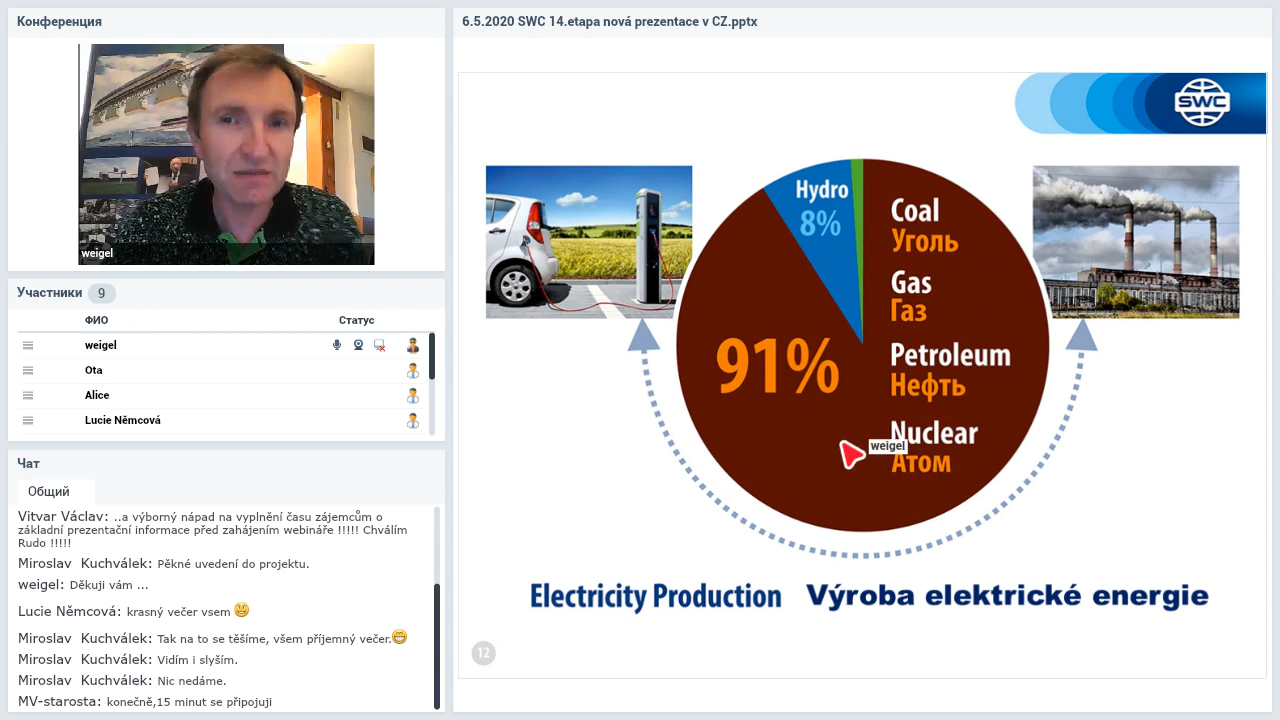 Конференция
weigel
Участники 9
ФИО Статус
weigel
Ota
Alice
Lucie Němcová
Чат
Общий
Vitvar Václav: ..a výborný nápad na vyplnění času zájemcům o
základní prezentační informace před zahájením webináře !!!!! Chválím
Rudo !!!!!
Miroslav Kuchválek: Pěkné uvedení do projektu.
weigel: Děkuji vám ...
Lucie Němcová: krasný večer vsem
Miroslav Kuchválek: Tak na to se těšíme, všem příjemný večer.
Miroslav Kuchválek: Vidím i slyším.
Miroslav Kuchválek: Nic nedáme.
MV-starosta: konečně,15 minut se připojuji
6.5.2020 SWC 14.etapa nová prezentace v CZ.pptx
SWC
Hydro
8%
91%
Coal
Уголь
Gas
Газ
Petroleum
Нефть
Nuclear
Атом
weigel
Electricity Production Výroba elektrické energie
12